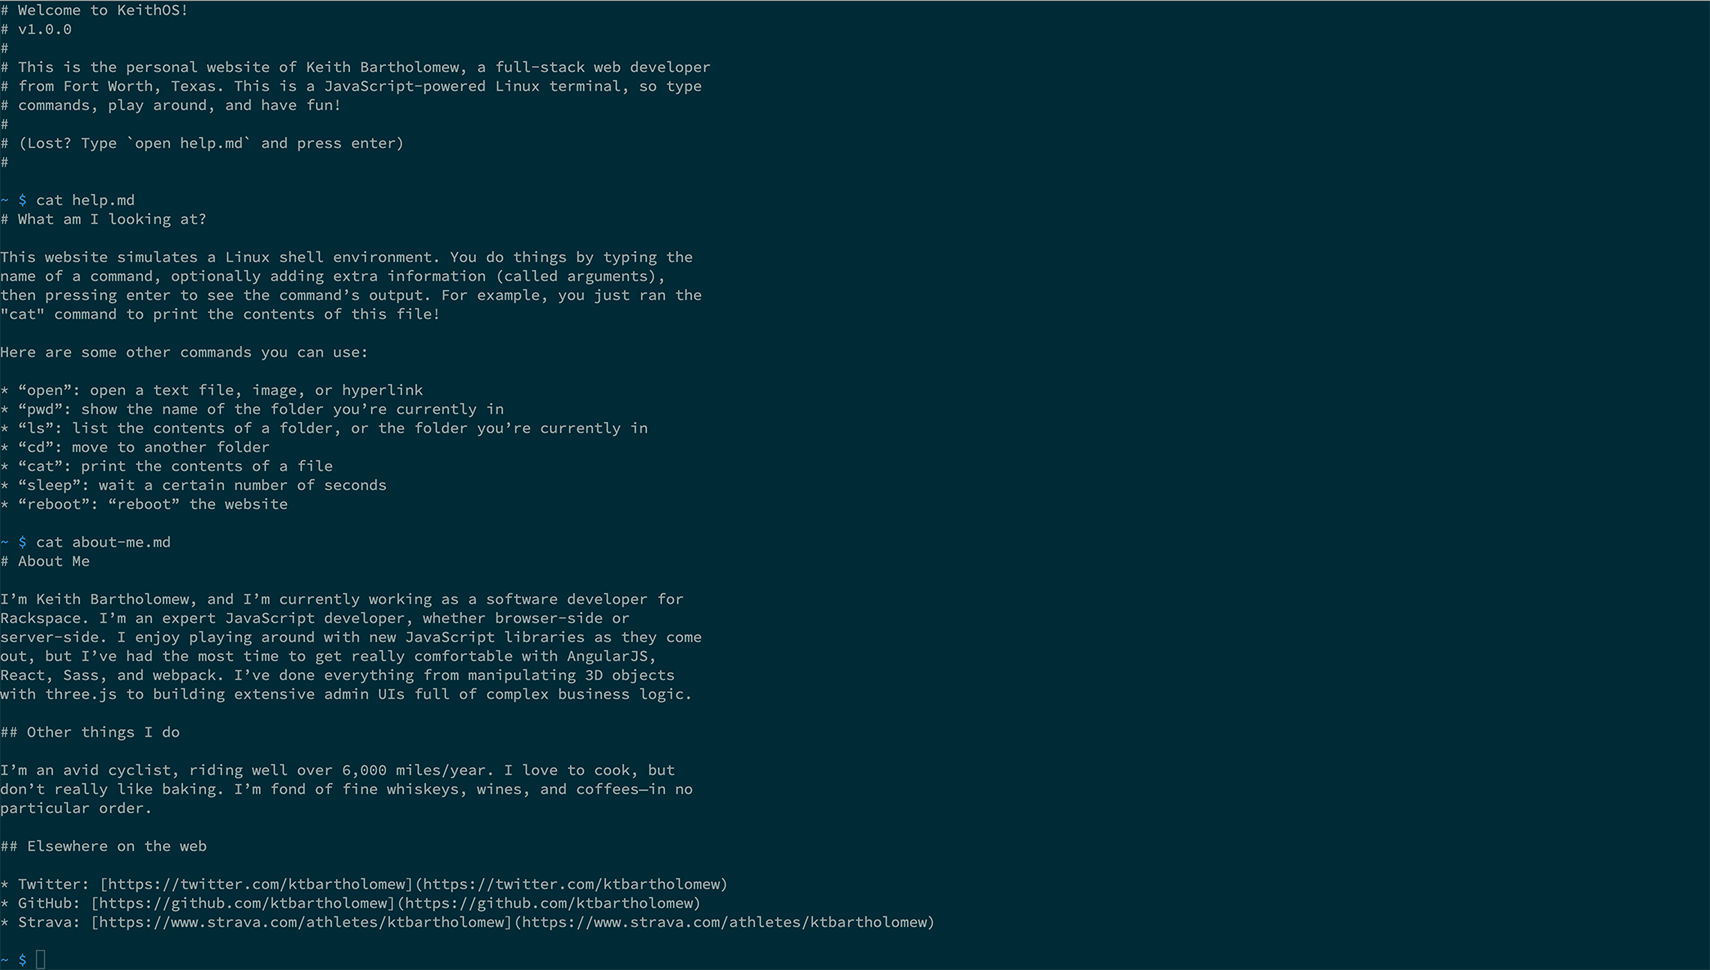 # Welcome to KeithOS!
# v1.0.0
#
# This is the personal website of Keith Bartholomew, a full-stack web developer
# from Fort Worth, Texas. This is a JavaScript-powered Linux terminal, so type
# commands, play around, and have fun!
#
# (Lost? Type `open help.md` and press enter)
#
~ $ cat help.md
# What am I looking at?
This website simulates a Linux shell environment. You do things by typing the
name of a command, optionally adding extra information (called arguments),
then pressing enter to see the command’s output. For example, you just ran the
"cat" command to print the contents of this file!
Here are some other commands you can use:
* “open”: open a text file, image, or hyperlink
* “pwd”: show the name of the folder you’re currently in
* “ls”: list the contents of a folder, or the folder you’re currently in
* “cd”: move to another folder
* “cat”: print the contents of a file
* “sleep”: wait a certain number of seconds
* “reboot”: “reboot” the website
~ $ cat about-me.md
# About Me
I’m Keith Bartholomew, and I’m currently working as a software developer for
Rackspace. I’m an expert JavaScript developer, whether browser-side or
server-side. I enjoy playing around with new JavaScript libraries as they come
out, but I’ve had the most time to get really comfortable with AngularJS,
React, Sass, and webpack. I’ve done everything from manipulating 3D objects
with three.js to building extensive admin UIs full of complex business logic.
## Other things I do
I’m an avid cyclist, riding well over 6,000 miles/year. I love to cook, but
don’t really like baking. I’m fond of fine whiskeys, wines, and coffees—in no
particular order.
## Elsewhere on the web
* Twitter: [https://twitter.com/ktbartholomew](https://twitter.com/ktbartholomew)
* GitHub: [https://github.com/ktbartholomew](https://github.com/ktbartholomew)
* Strava: [https://www.strava.com/athletes/ktbartholomew](https://www.strava.com/athletes/ktbartholomew)
~ $